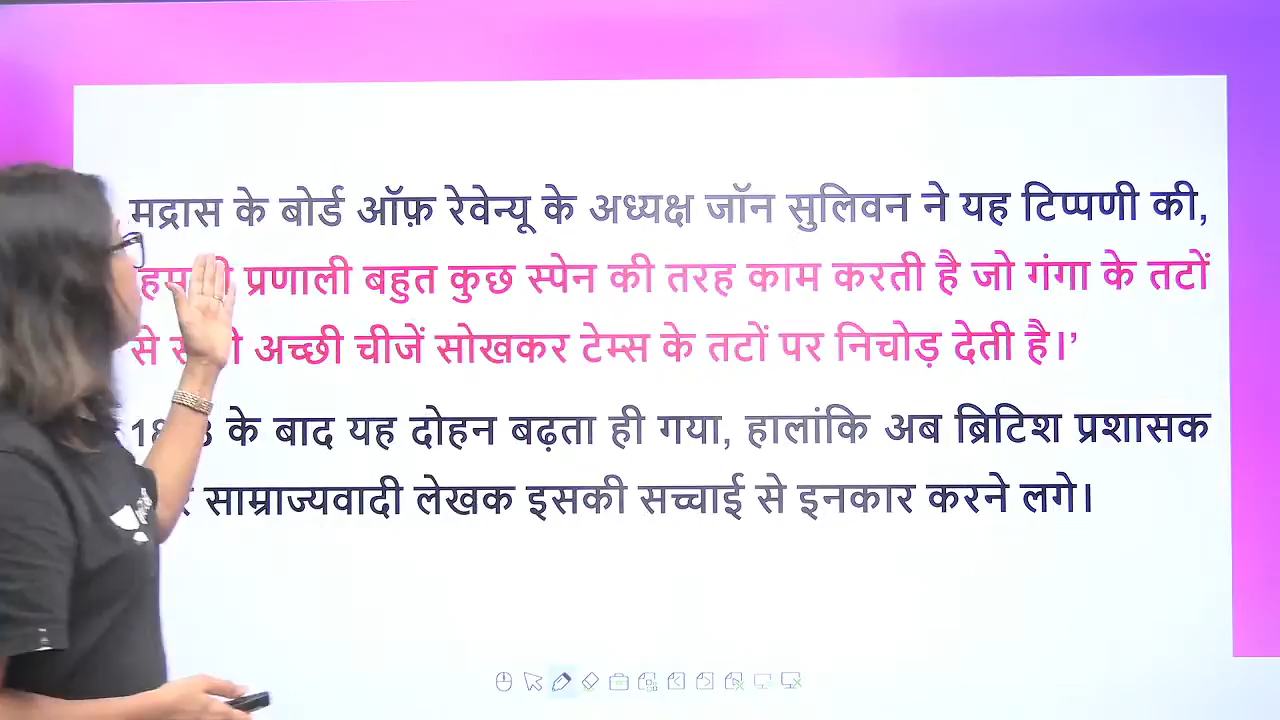 मद्रास के बोर्ड ऑफ़ रेवेन्यू के अध्यक्ष जॉन सुलिवन ने यह टिप्पणी की,
प्रणाली बहुत कुछ स्पेन की तरह काम करती है जो गंगा के तटों
से अच्छी चीजें सोखकर टेम्स के तटों पर निचोड़ देती है।’
के बाद यह दोहन बढ़ता ही गया, हालांकि अब ब्रिटिश प्रशासक
साम्राज्यवादी लेखक इसकी सच्चाई से इनकार करने लगे।